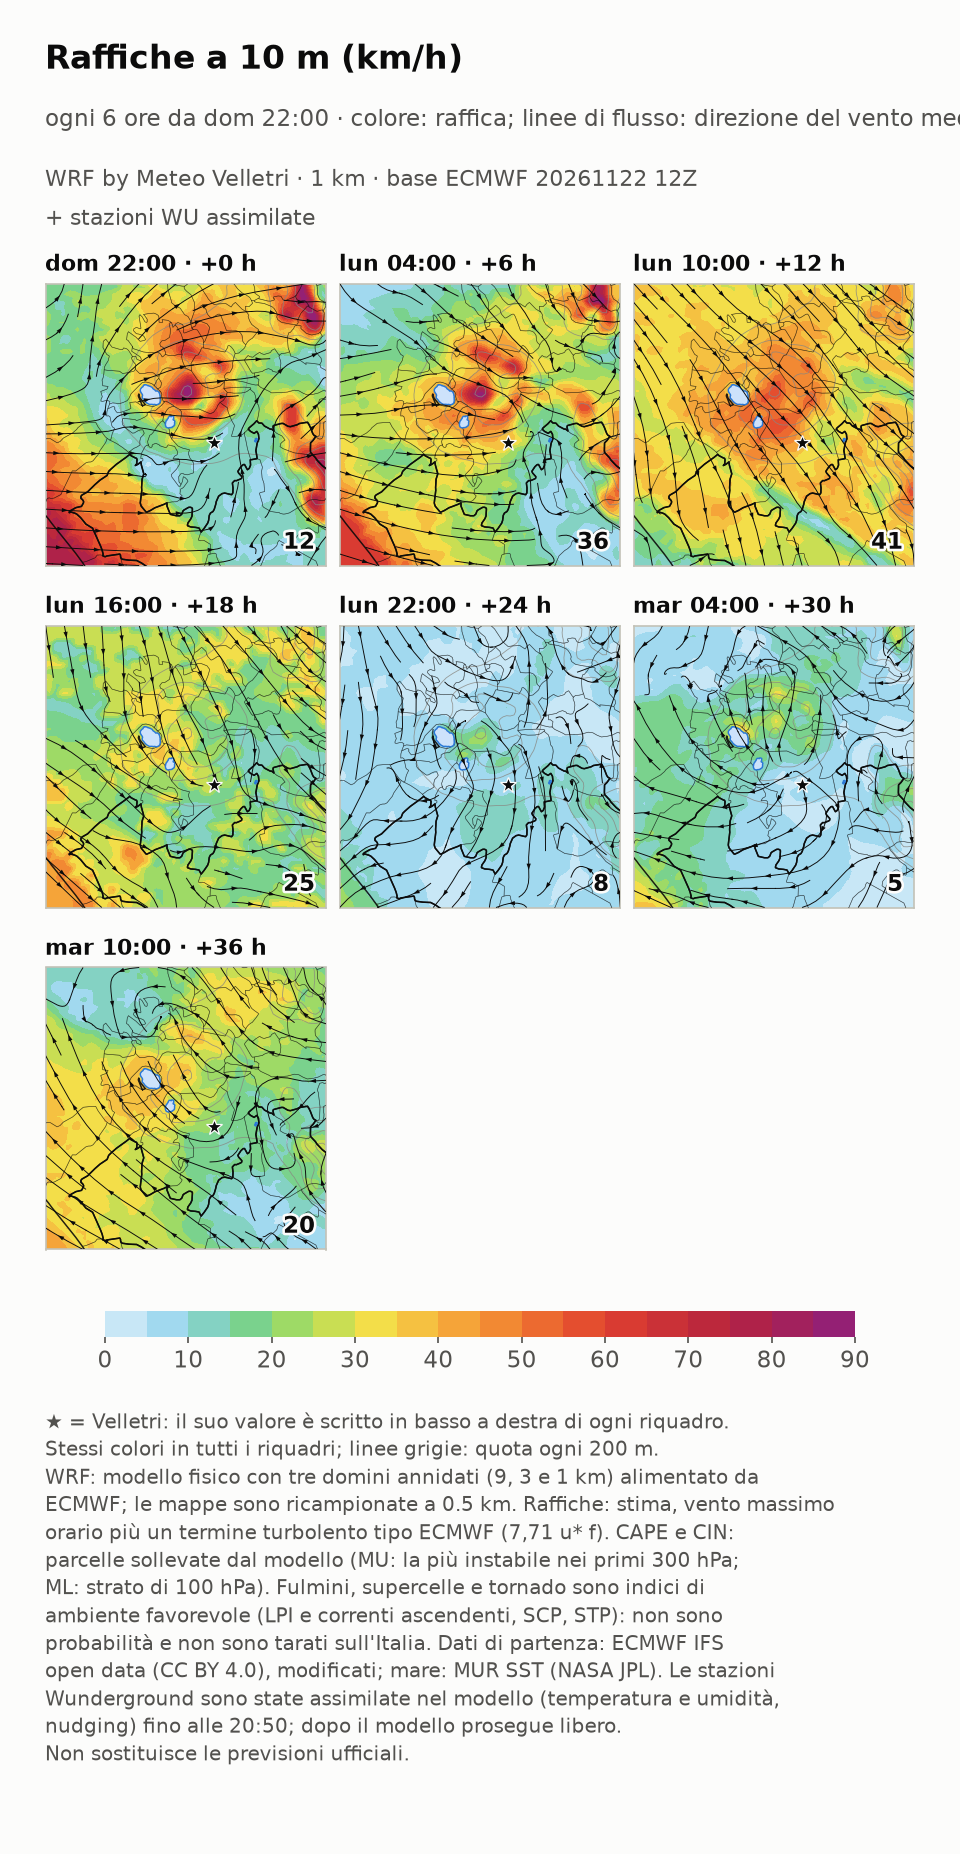 Raffiche a 10 m (km/h)
ogni 6 ore da dom 22:00 · colore: raffica; linee di flusso: direzione del vento
WRF by Meteo Velletri · 1 km · base ECMWF 20261122 12Z
+ stazioni WU assimilate
dom 22:00 · +0 h
lun 04:00 · +6 h
lun 10:00 · +12 h
12
36
41
lun 16:00 · +18 h
lun 22:00 · +24 h
mar 04:00 · +30 h
25
8
5
mar 10:00 · +36 h
20
0 10 20 30 40 50 60 70 80 90
★ = Velletri: il suo valore è scritto in basso a destra di ogni riquadro.
Stessi colori in tutti i riquadri; linee grigie: quota ogni 200 m.
WRF: modello fisico con tre domini annidati (9, 3 e 1 km) alimentato da
ECMWF; le mappe sono ricampionate a 0.5 km. Raffiche: stima, vento massimo
orario più un termine turbolento tipo ECMWF (7,71 u* f). CAPE e CIN:
parcelle sollevate dal modello (MU: la più instabile nei primi 300 hPa;
ML: strato di 100 hPa). Fulmini, supercelle e tornado sono indici di
ambiente favorevole (LPI e correnti ascendenti, SCP, STP): non sono
probabilità e non sono tarati sull'Italia. Dati di partenza: ECMWF IFS
open data (CC BY 4.0), modificati; mare: MUR SST (NASA JPL). Le stazioni
Wunderground sono state assimilate nel modello (temperatura e umidità,
nudging) fino alle 20:50; dopo il modello prosegue libero.
Non sostituisce le previsioni ufficiali.